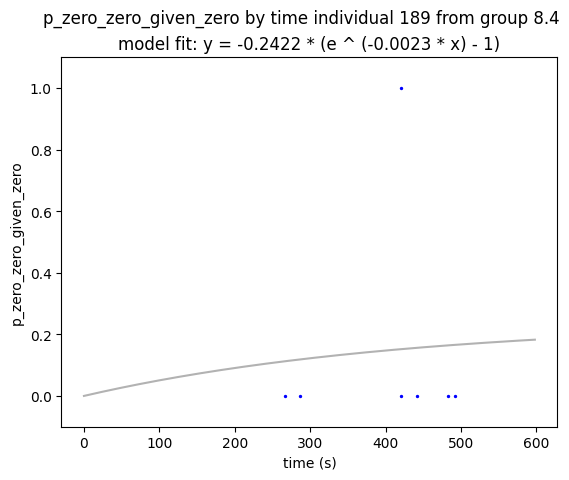 p_zero_zero_given_zero by time individual 189 from group 8.4
model fit: y = -0.2422 * (e ^ (-0.0023 * x) - 1)
1.0
0.8
0.6
0.4
0.2
0.0
p_zero_zero_given_zero
0 100 200 300 400 500 600
time (s)